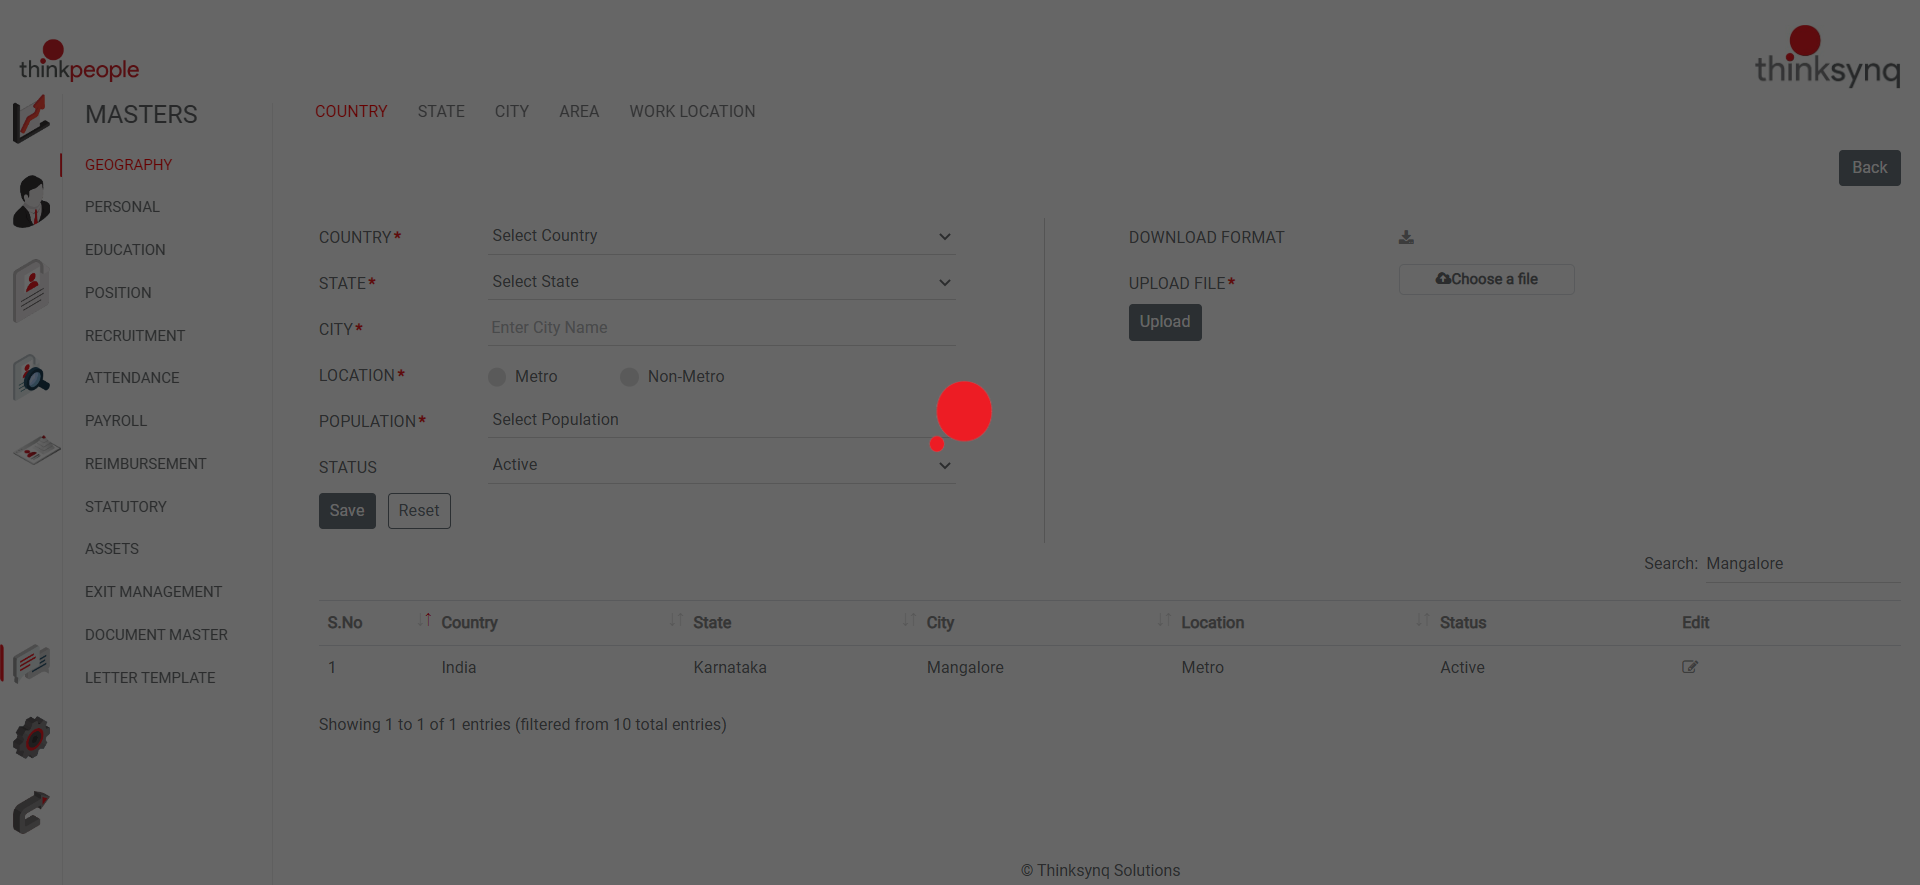 thinkpeople
thinksynq
MASTERS
COUNTRY STATE CITY AREA WORK LOCATION
GEOGRAPHY
Back
PERSONAL
EDUCATION
POSITION
RECRUITMENT
ATTENDANCE
PAYROLL
REIMBURSEMENT
STATUTORY
ASSETS
EXIT MANAGEMENT
DOCUMENT MASTER
LETTER TEMPLATE
COUNTRY* Select Country
STATE* Select State
CITY* Enter City Name
LOCATION* Metro Non-Metro
POPULATION* Select Population
STATUS Active
Save Reset
DOWNLOAD FORMAT
UPLOAD FILE* Choose a file
Upload
Search: Mangalore
S.No Country State City Location Status Edit
1 India Karnataka Mangalore Metro Active
Showing 1 to 1 of 1 entries (filtered from 10 total entries)
© Thinksynq Solutions